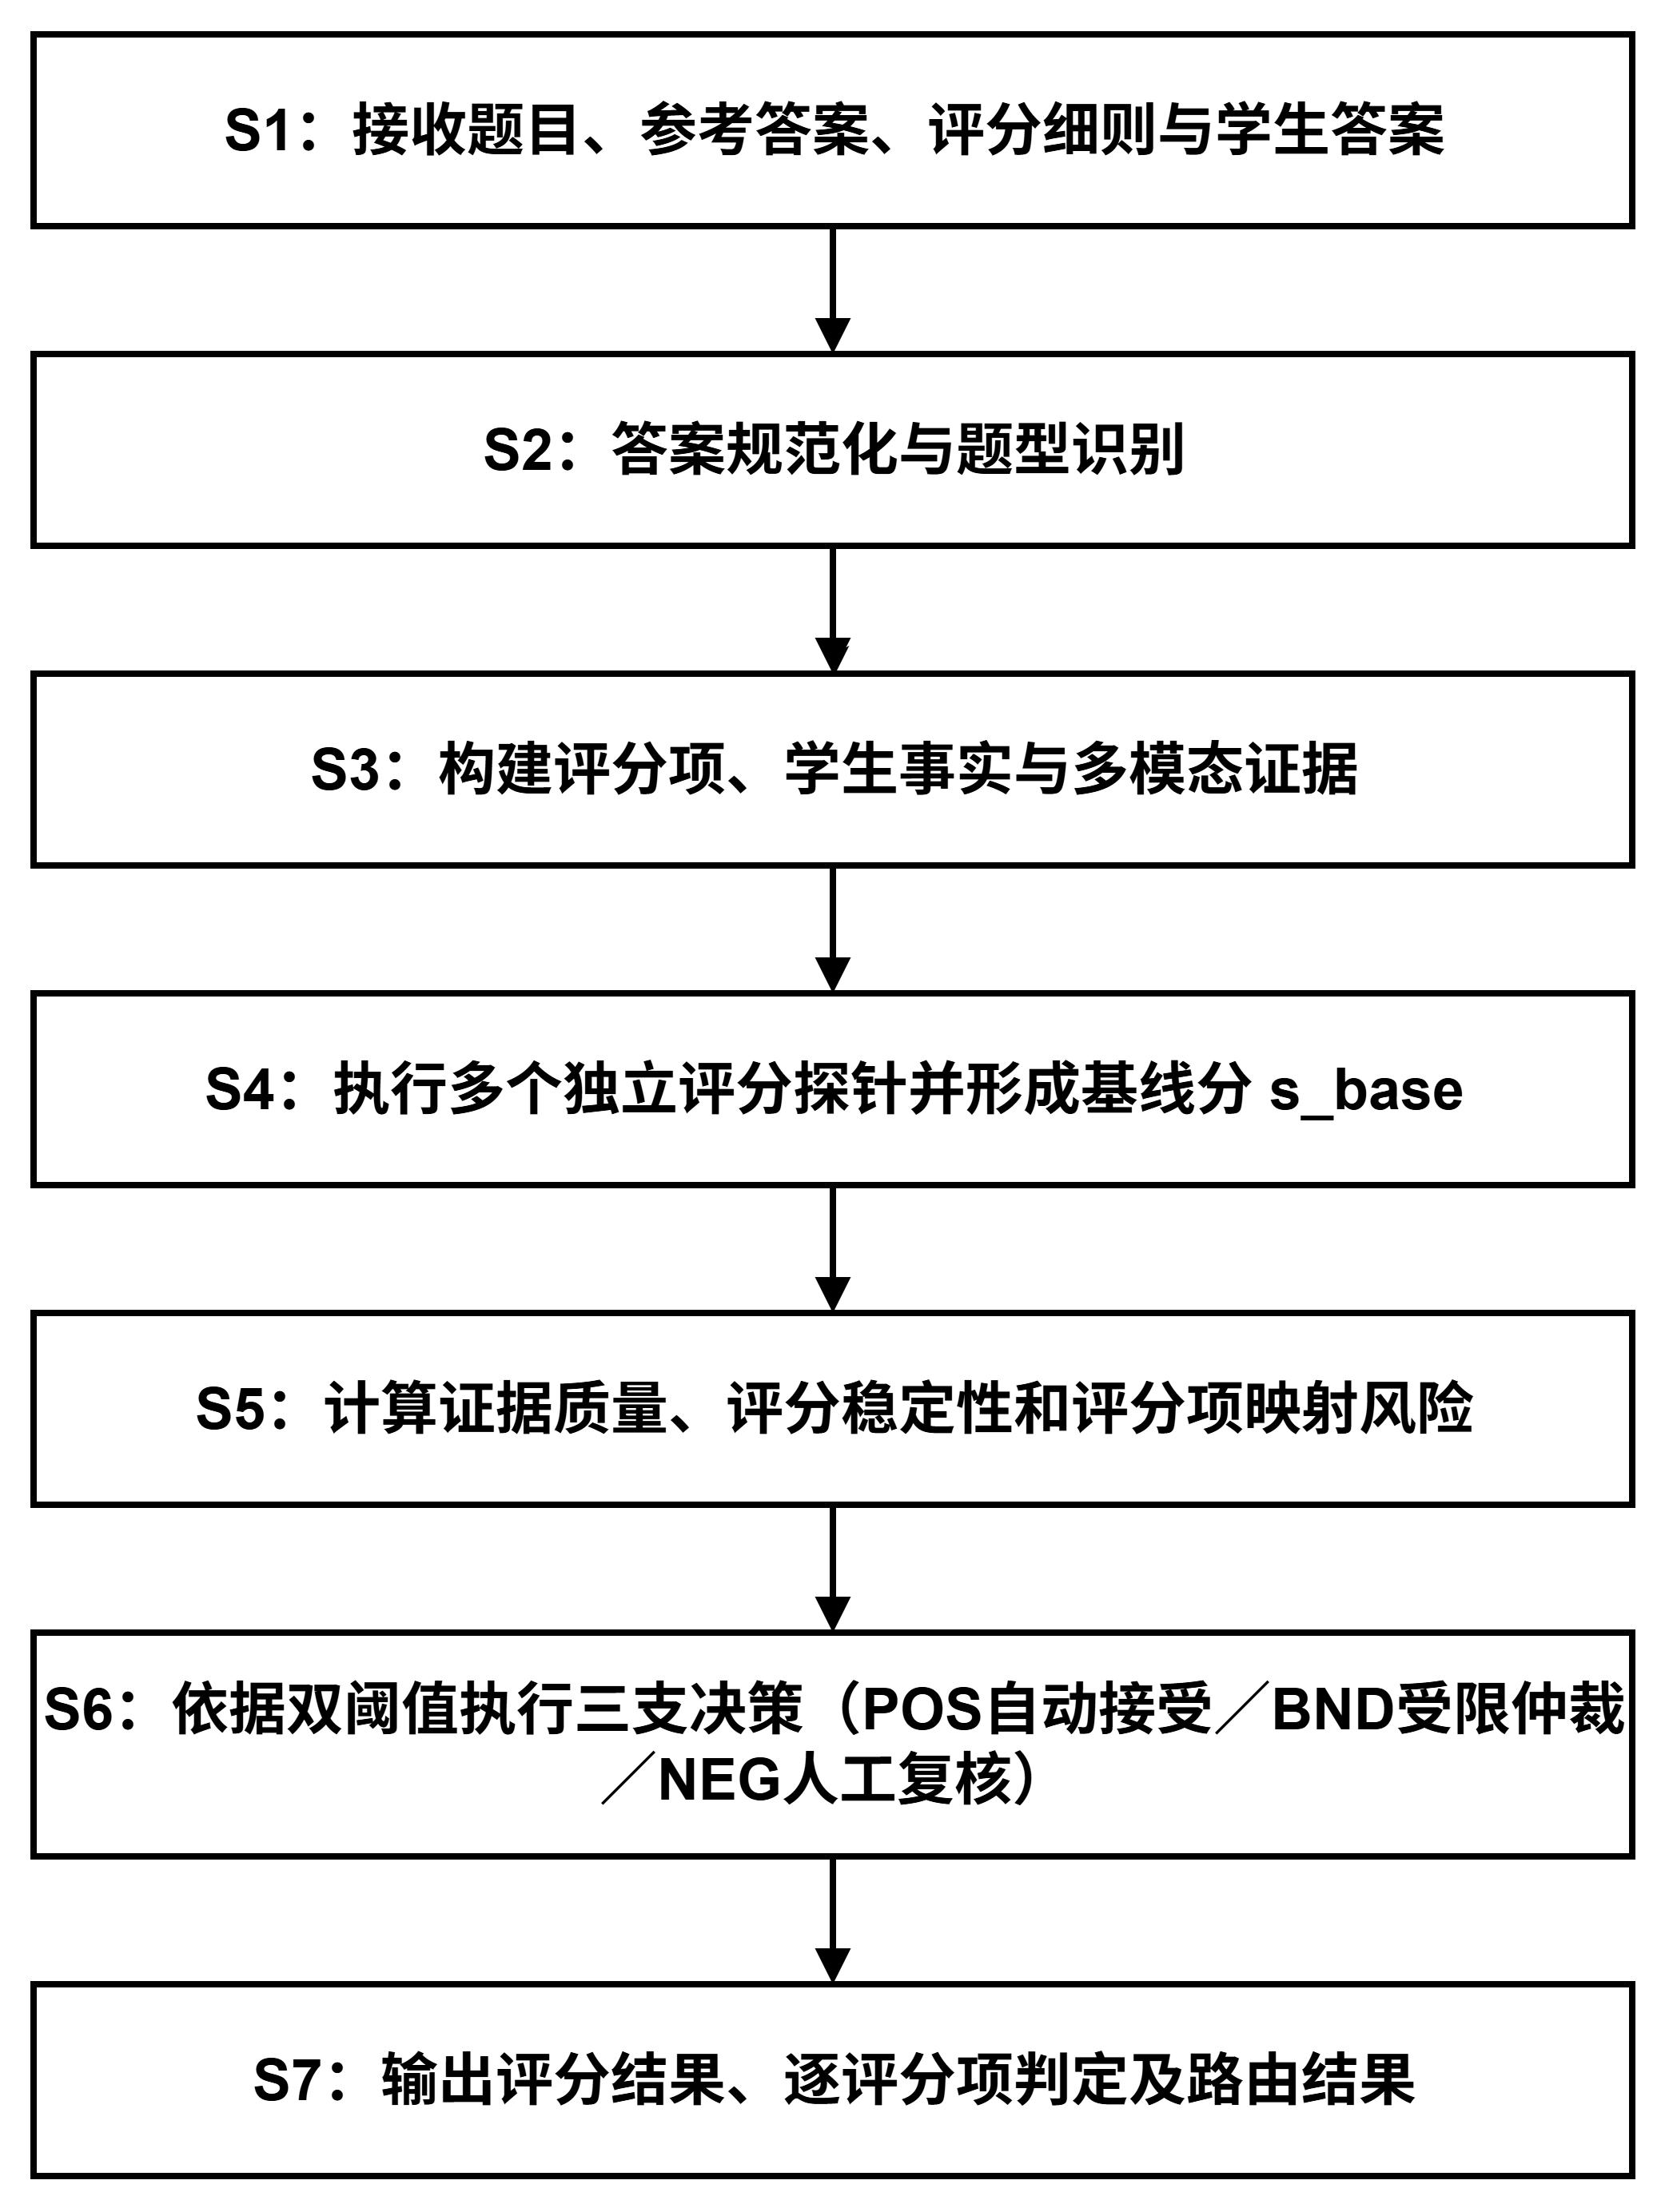 S1：接收题目、参考答案、评分细则与学生答案
S2：答案规范化与题型识别
S3：构建评分项、学生事实与多模态证据
S4：执行多个独立评分探针并形成基线分 s_base
S5：计算证据质量、评分稳定性和评分项映射风险
S6：依据双阈值执行三支决策（POS自动接受／BND受限仲裁
／NEG人工复核）
S7：输出评分结果、逐评分项判定及路由结果